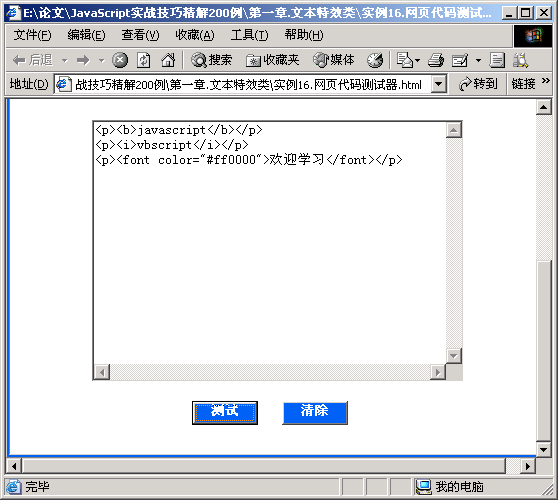 E:\论文\JavaScript实战技巧精解200例\第一章.文本特效类\实例16.网页代码测试...
文件(F) 编辑(E) 查看(V) 收藏(A) 工具(T) 帮助(H)
后退 搜索 收藏夹 媒体
地址(D) 战技巧精解200例\第一章.文本特效类\实例16.网页代码测试器.html 转到 链接 »
<p><b>javascript</b></p>
<p><i>vbscript</i></p>
<p><font color="#ff0000">欢迎学习</font></p>
测试 清除
完毕 我的电脑